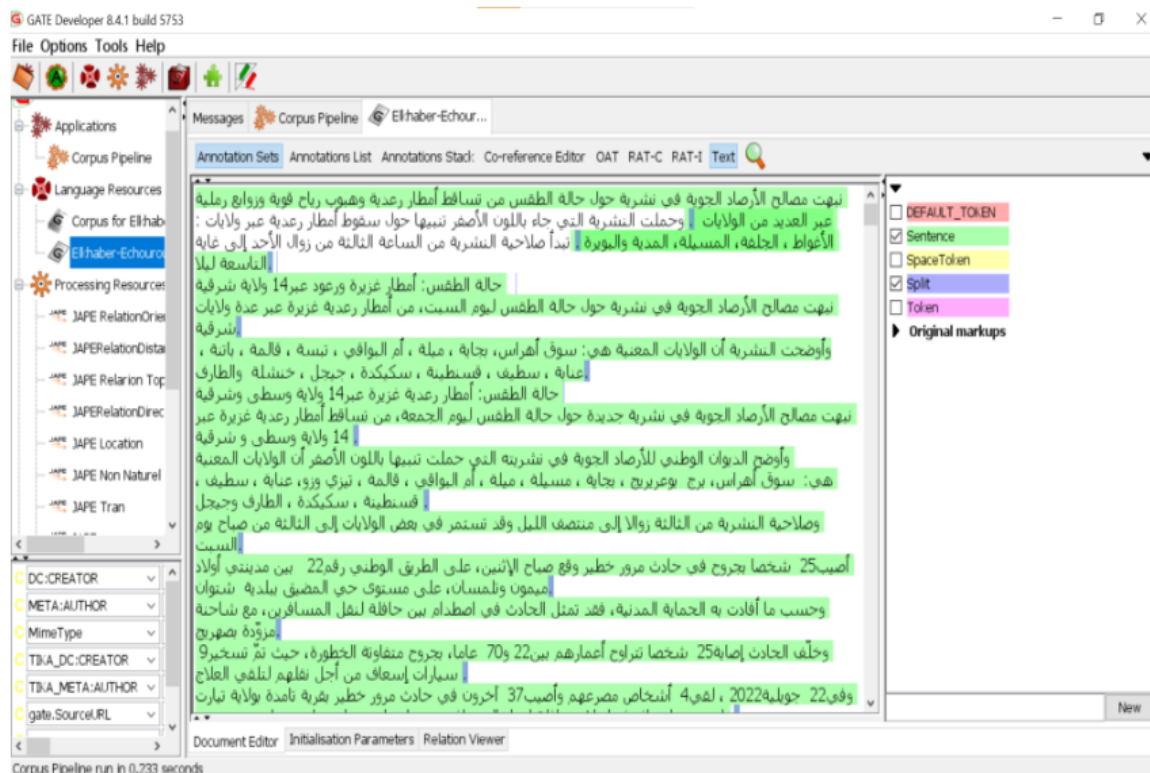 GATE Developer 8.4.1 build 5753
File Options Tools Help
Applications
Corpus Pipeline
Language Resources
Corpus for Elkhab
Elkhaber-Echouro
Processing Resources
JAPE RelationOrie
JAPERelationDista
JAPE Relarion Top
JAPERelationDirec
JAPE Location
JAPE Non Naturel
JAPE Tran
DC:CREATOR
META:AUTHOR
MimeType
TIKA_DC:CREATOR
TIKA_META:AUTHOR
gate.SourceURL
Messages Corpus Pipeline Elkhaber-Echour...
Annotation Sets Annotations List Annotations Stack Co-reference Editor OAT RAT-C RAT-I Text
نبهت مصالح الأرصاد الجوية في نشرية حول حالة الطقس من تساقط أمطار رعدية وهبوب رياح قوية وزوابع رملية
عبر العديد من الولايات . وحملت النشرية التي جاء باللون الأصفر تنبيها حول سقوط أمطار رعدية عبر ولايات :
الأغواط ، الجلفة، المسيلة، المدية والبويرة . تبدأ صلاحية النشرية من الساعة الثالثة من زوال الأحد إلى غاية
التاسعة ليلا.
حالة الطقس: أمطار غزيرة ورعود عبر14 ولاية شرقية
نبهت مصالح الأرصاد الجوية في نشرية حول حالة الطقس ليوم السبت، من أمطار رعدية غزيرة عبر عدة ولايات
شرقية.
وأوضحت النشرية أن الولايات المعنية هي: سوق أهراس، بجاية ، ميلة ، أم البواقي ، تبسة ، قالمة ، باتنة ،
عنابة ، سطيف ، قسنطينة ، سكيكدة ، جيجل ، خنشلة والطارف.
حالة الطقس: أمطار رعدية غزيرة عبر14 ولاية وسطى وشرقية
نبهت مصالح الأرصاد الجوية في نشرية جديدة حول حالة الطقس ليوم الجمعة، من تساقط أمطار رعدية غزيرة عبر
14 ولاية وسطى و شرقية .
وأوضح الديوان الوطني للأرصاد الجوية في نشريته التي حملت تنبيها باللون الأصفر أن الولايات المعنية
هي: سوق أهراس، برج بوعريريج ، بجاية ، مسيلة ، ميلة ، أم البواقي ، قالمة ، تيزي وزو، عنابة ، سطيف ،
قسنطينة ، سكيكدة ، الطارف وجيجل .
وصلاحية النشرية من الثالثة زوالا إلى منتصف الليل وقد تستمر في بعض الولايات إلى الثالثة من صباح يوم
السبت.
أصيب25 شخصا بجروح في حادث مرور خطير وقع صباح الإثنين، على الطريق الوطني رقم22 بين مدينتي أولاد
ميمون وتلمسان، على مستوى حي المضيق ببلدية شتوان.
وحسب ما أفادت به الحماية المدنية، فقد تمثل الحادث في اصطدام بين حافلة لنقل المسافرين، مع شاحنة
مزوّدة بصهريج.
وخلّف الحادث إصابة25 شخصا تتراوح أعمارهم بين22 و70 عاما، بجروح متفاوتة الخطورة، حيث تمّ تسخير9
سيارات إسعاف من أجل نقلهم لتلقي العلاج .
وفي22 جويلية2022 ، لقي4 أشخاص مصرعهم وأصيب37 آخرون في حادث مرور خطير بقرية تامدة بولاية تيارت
DEFAULT_TOKEN
Sentence
SpaceToken
Split
Token
Original markups
New
Document Editor Initialisation Parameters Relation Viewer
Corpus Pipeline run in 0.233 seconds